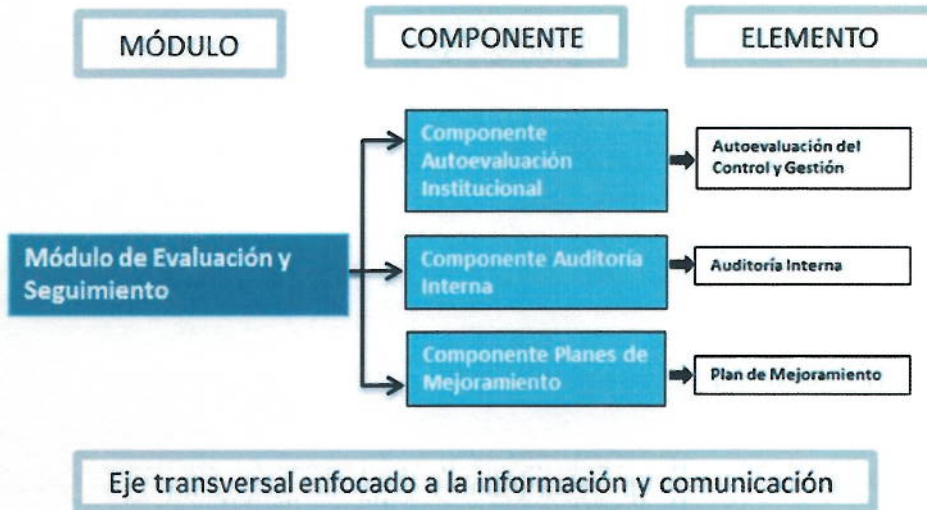 MÓDULO
COMPONENTE
ELEMENTO
Componente
Autoevaluación
Institucional
Autoevaluación del
Control y Gestión
Módulo de Evaluación y
Seguimiento
Componente Auditoría
Interna
Auditoría Interna
Componente Planes de
Mejoramiento
Plan de Mejoramiento
Eje transversal enfocado a la información y comunicación